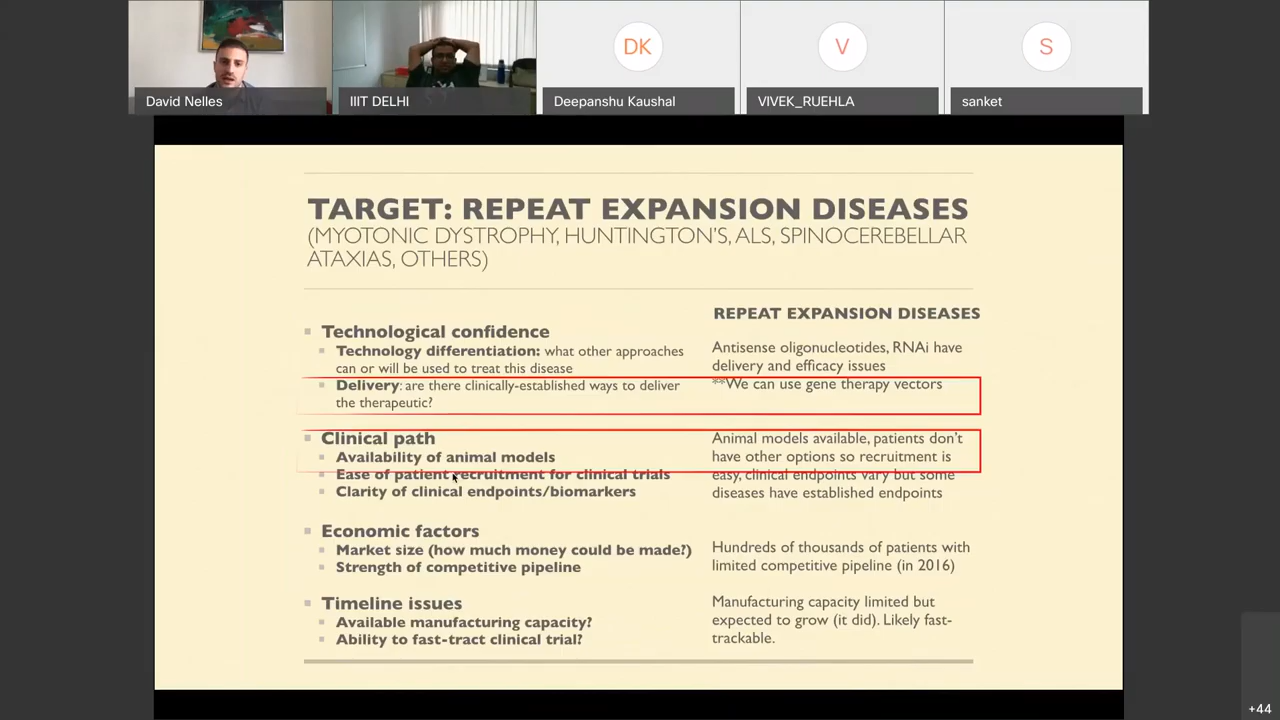 DK
V
S
David Nelles
IIIT DELHI
Deepanshu Kaushal
VIVEK_RUEHLA
sanket
TARGET: REPEAT EXPANSION DISEASES
(MYOTONIC DYSTROPHY, HUNTINGTON'S, ALS, SPINOCEREBELLAR
ATAXIAS, OTHERS)
REPEAT EXPANSION DISEASES
Technological confidence
Technology differentiation: what other approaches
can or will be used to treat this disease
Delivery: are there clinically-established ways to deliver
the therapeutic?
Antisense oligonucleotides, RNAi have
delivery and efficacy issues
**We can use gene therapy vectors
Clinical path
Availability of animal models
Ease of patient recruitment for clinical trials
Clarity of clinical endpoints/biomarkers
Animal models available, patients don't
have other options so recruitment is
easy, clinical endpoints vary but some
diseases have established endpoints
Economic factors
Market size (how much money could be made?)
Strength of competitive pipeline
Hundreds of thousands of patients with
limited competitive pipeline (in 2016)
Timeline issues
Available manufacturing capacity?
Ability to fast-tract clinical trial?
Manufacturing capacity limited but
expected to grow (it did). Likely fast-
trackable.
+44